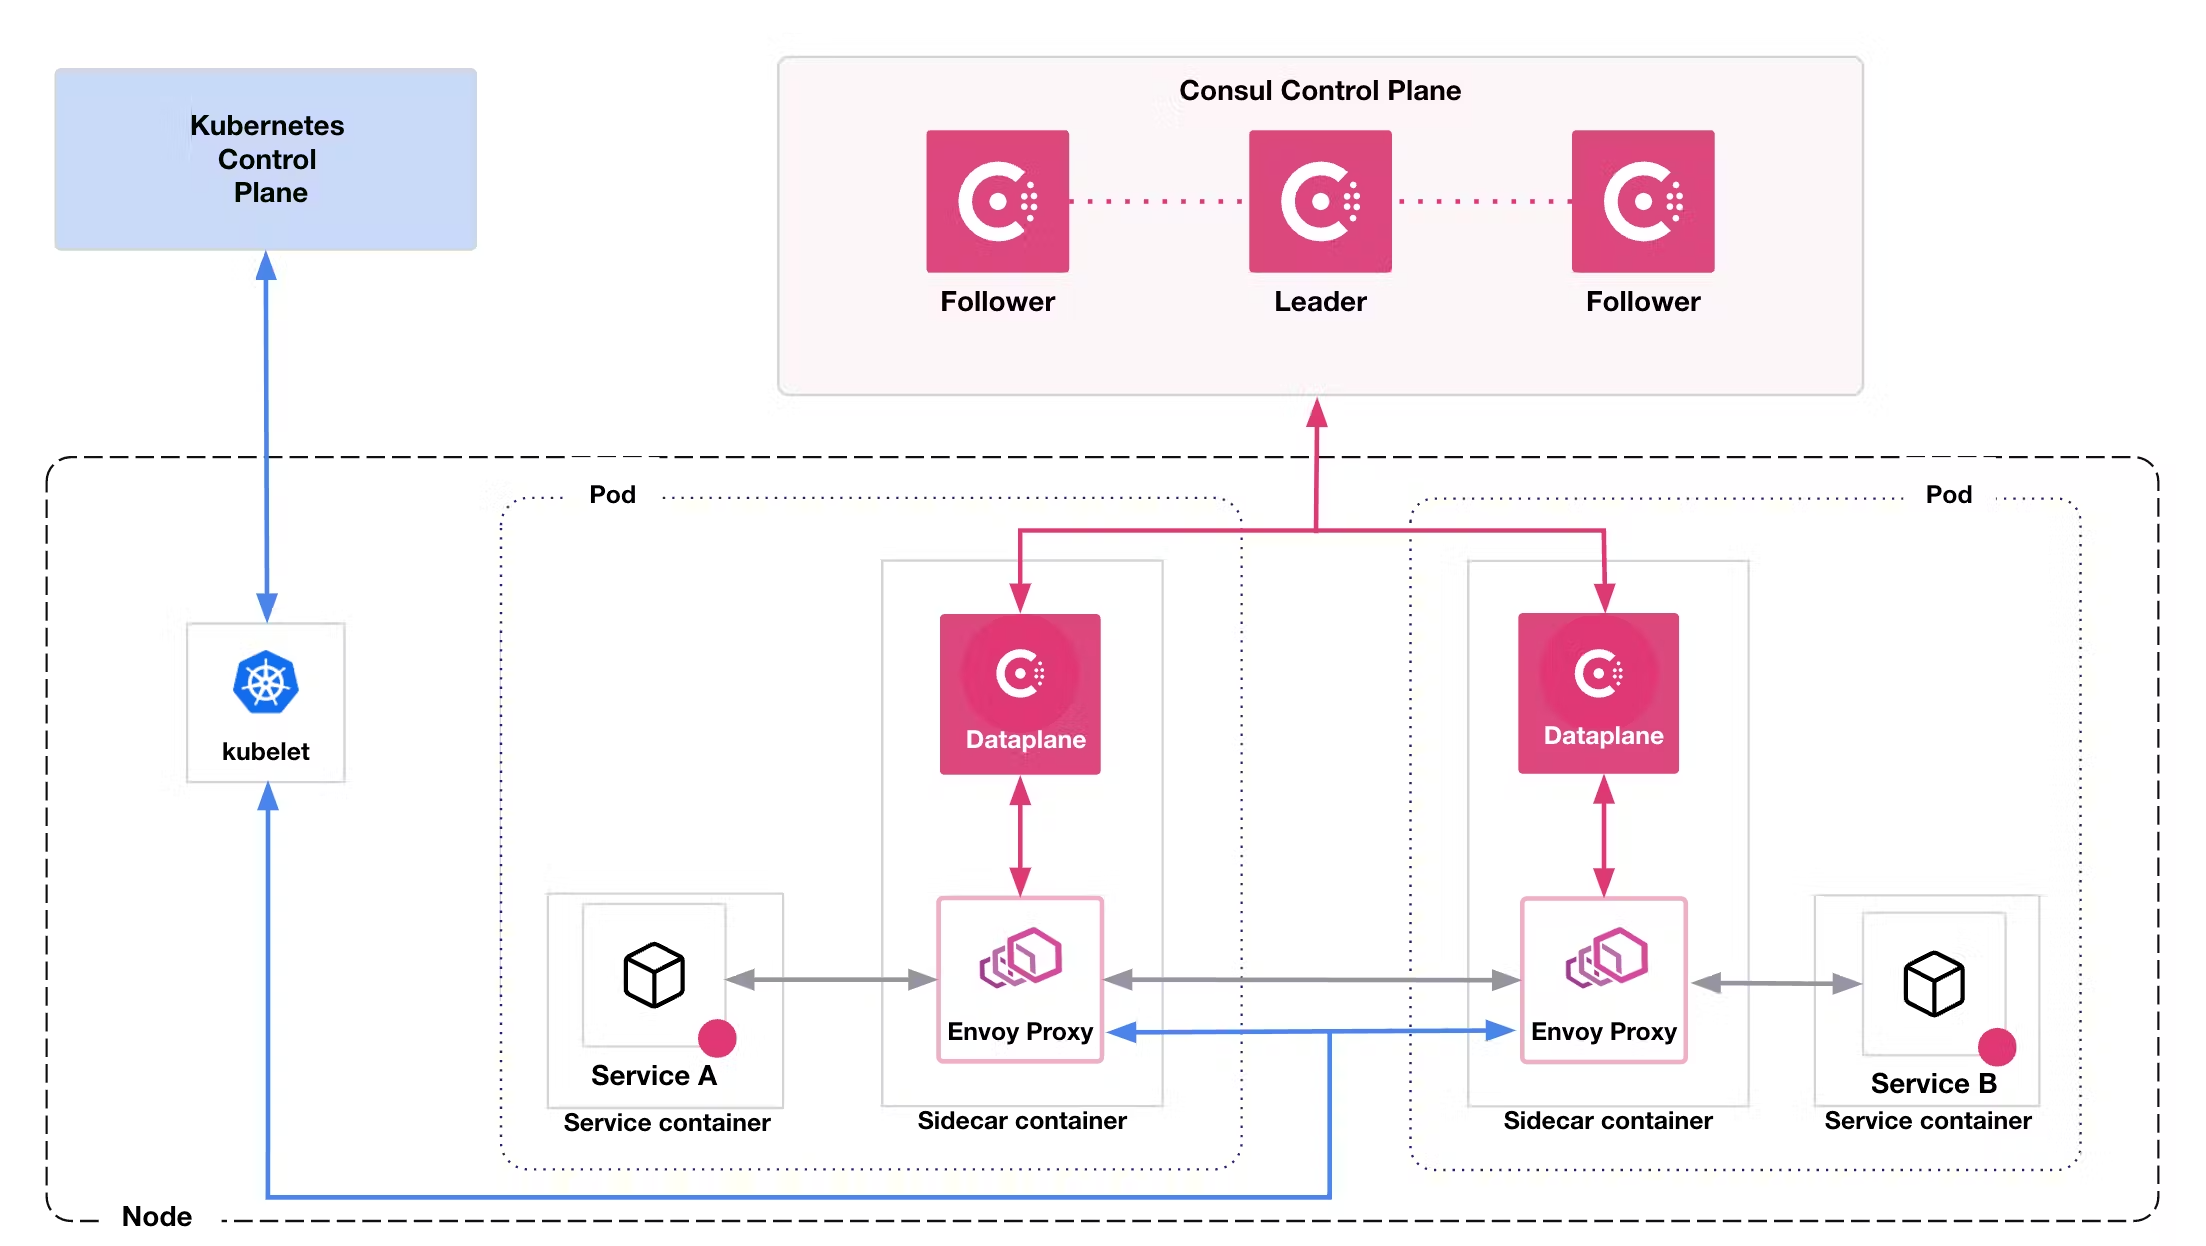 Kubernetes
Control
Plane
Consul Control Plane
Follower
Leader
Follower
Pod
Pod
kubelet
Dataplane
Dataplane
Envoy Proxy
Envoy Proxy
Service A
Service B
Service container
Sidecar container
Sidecar container
Service container
Node